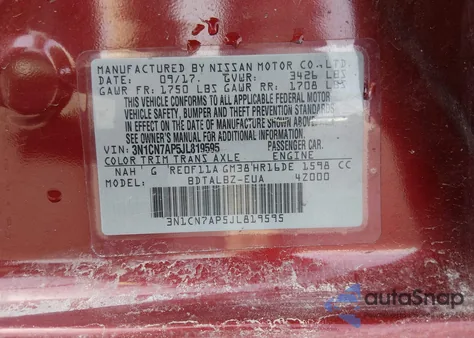 MANUFACTURED BY NISSAN MOTOR CO., LTD.
DATE: 09/17. GVWR: 3426 LBS
GAWR FR: 1750 LBS GAWR RR: 1708 LBS
THIS VEHICLE CONFORMS TO ALL APPLICABLE FEDERAL MOTOR
VEHICLE SAFETY, BUMPER AND THEFT PREVENTION STANDARDS
IN EFFECT ON THE DATE OF MANUFACTURE SHOWN ABOVE.
SEE OWNER'S MANUAL FOR ADDITIONAL INFORMATION.
VIN: 3N1CN7AP5JL819595 PASSENGER CAR.
COLOR TRIM TRANS AXLE ENGINE
NAH G RE0F11A GM38 HR16DE 1598 CC
MODEL: BDTALBZ-EUA 42000
3N1CN7AP5JL819595
autoSnap